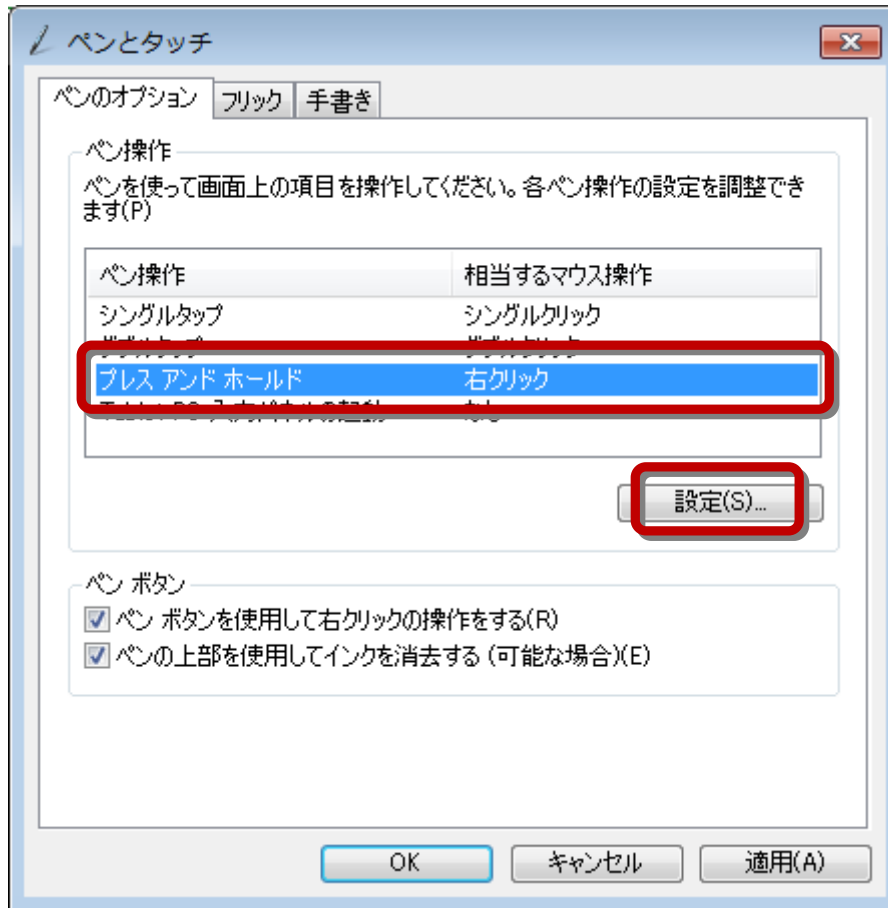 ペンとタッチ
ペンのオプション フリック 手書き
ペン操作
ペンを使って画面上の項目を操作してください。各ペン操作の設定を調整でき
ます(P)
ペン操作 相当するマウス操作
シングルタップ シングルクリック
プレス アンド ホールド 右クリック
設定(S)...
ペン ボタン
ペン ボタンを使用して右クリックの操作をする(R)
ペンの上部を使用してインクを消去する (可能な場合)(E)
OK キャンセル 適用(A)